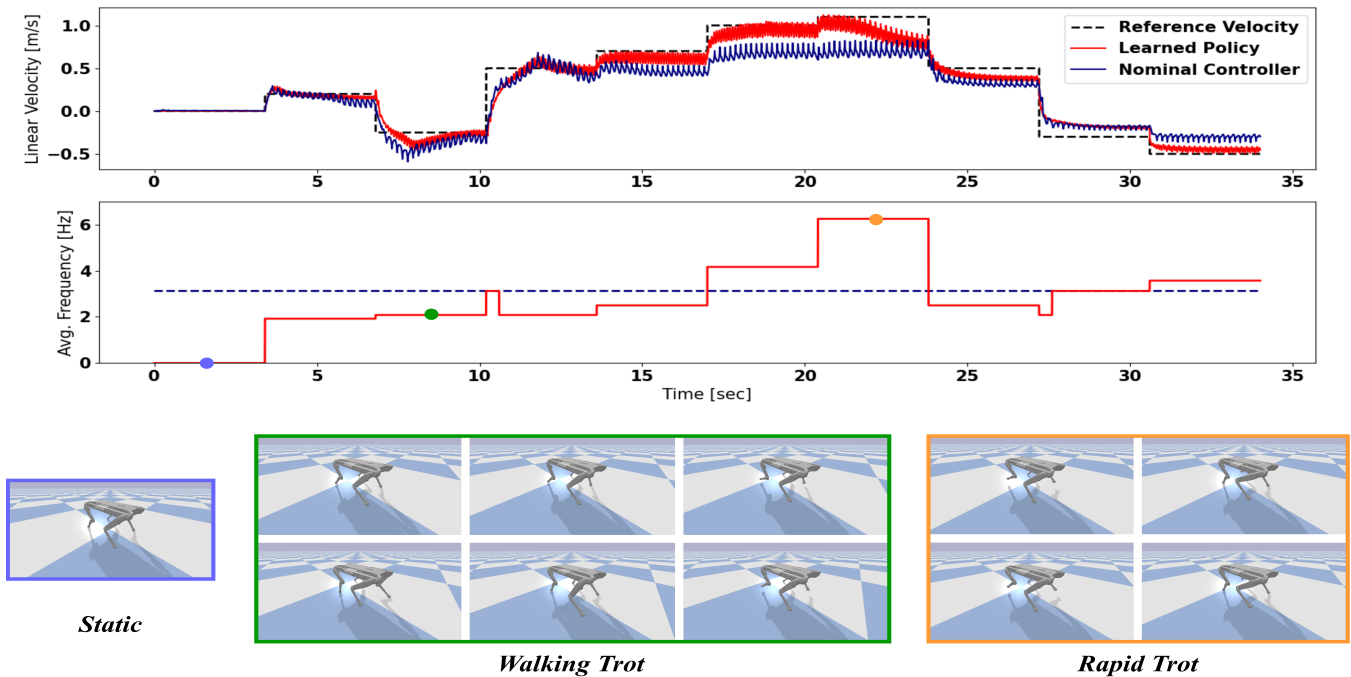 Linear Velocity [m/s]
1.0
0.5
0.0
−0.5
Reference Velocity
Learned Policy
Nominal Controller
0 5 10 15 20 25 30 35
Avg. Frequency [Hz]
6
4
2
0
0 5 10 15 20 25 30 35
Time [sec]
Static
Walking Trot
Rapid Trot